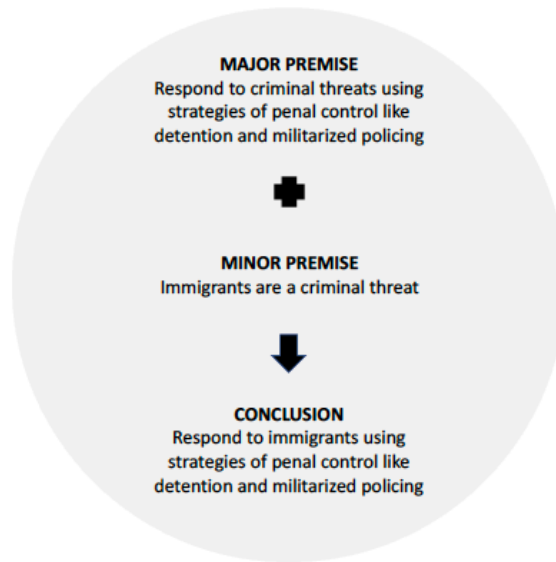 MAJOR PREMISE
Respond to criminal threats using
strategies of penal control like
detention and militarized policing
MINOR PREMISE
Immigrants are a criminal threat
CONCLUSION
Respond to immigrants using
strategies of penal control like
detention and militarized policing